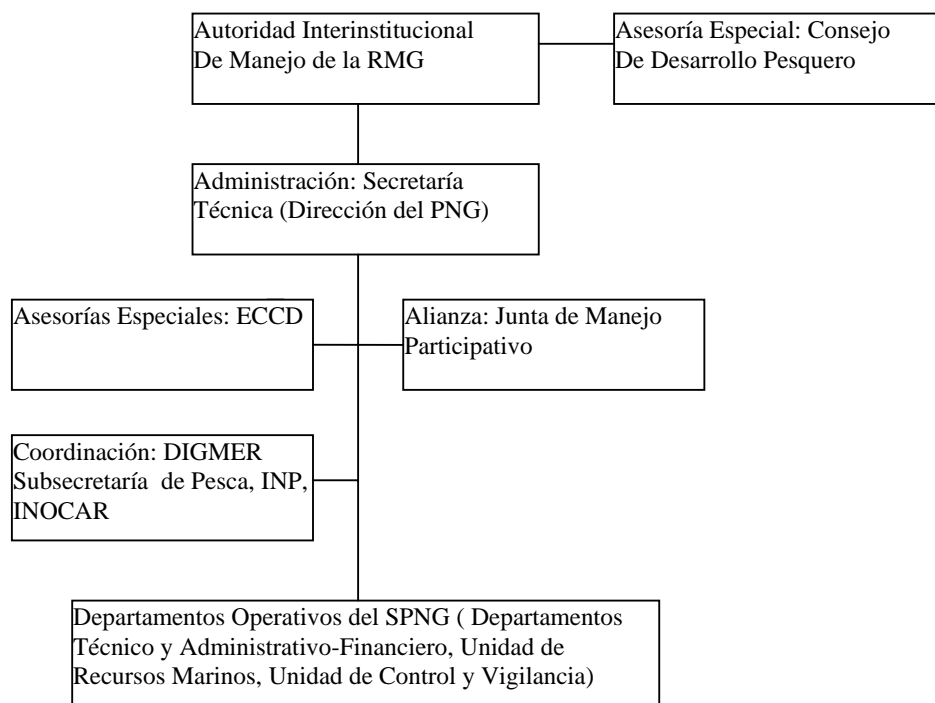 Autoridad Interinstitucional
De Manejo de la RMG
Asesoría Especial: Consejo
De Desarrollo Pesquero
Administración: Secretaría
Técnica (Dirección del PNG)
Asesorías Especiales: ECCD
Alianza: Junta de Manejo
Participativo
Coordinación: DIGMER
Subsecretaría  de Pesca, INP,
INOCAR
Departamentos Operativos del SPNG ( Departamentos
Técnico y Administrativo-Financiero, Unidad de
Recursos Marinos, Unidad de Control y Vigilancia)